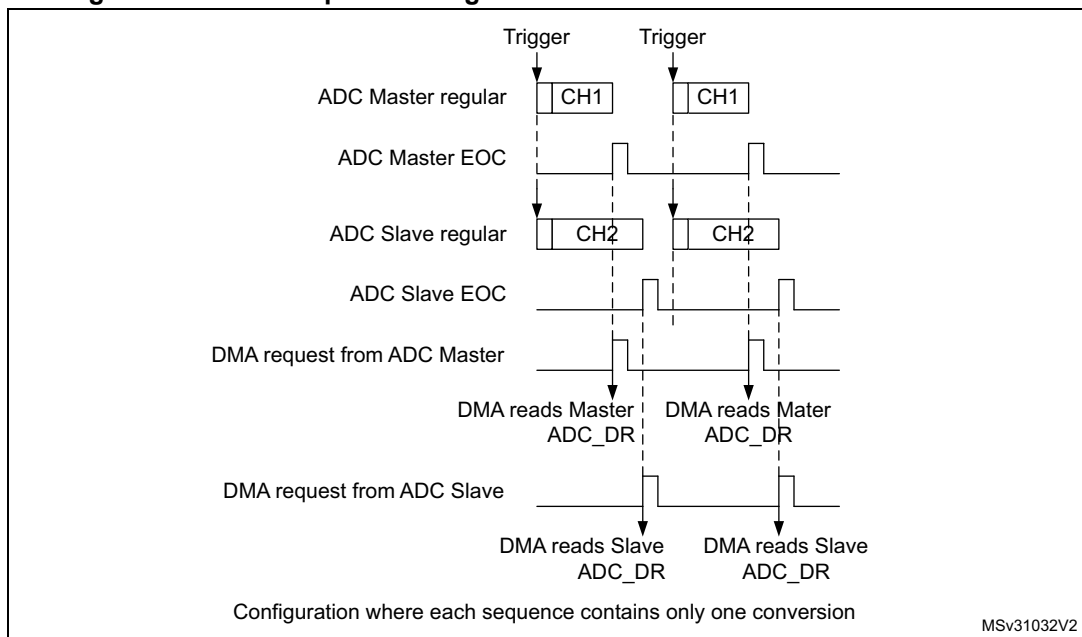 Trigger Trigger
ADC Master regular CH1 CH1
ADC Master EOC
ADC Slave regular CH2 CH2
ADC Slave EOC
DMA request from ADC Master
DMA reads Master DMA reads Mater
ADC_DR ADC_DR
DMA request from ADC Slave
DMA reads Slave DMA reads Slave
ADC_DR ADC_DR
Configuration where each sequence contains only one conversion
MSv31032V2